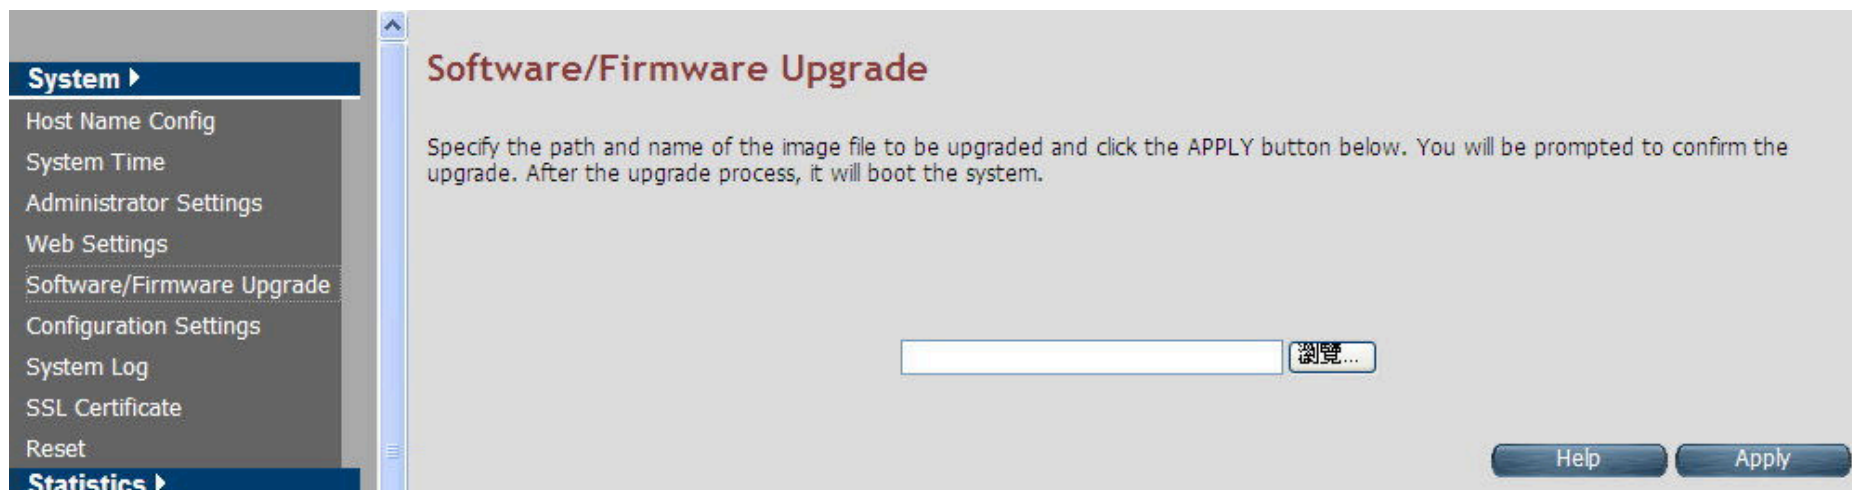 System
Host Name Config
System Time
Administrator Settings
Web Settings
Software/Firmware Upgrade
Configuration Settings
System Log
SSL Certificate
Reset
Statistics
Software/Firmware Upgrade
Specify the path and name of the image file to be upgraded and click the APPLY button below. You will be prompted to confirm the
upgrade. After the upgrade process, it will boot the system.
瀏覽...
Help
Apply